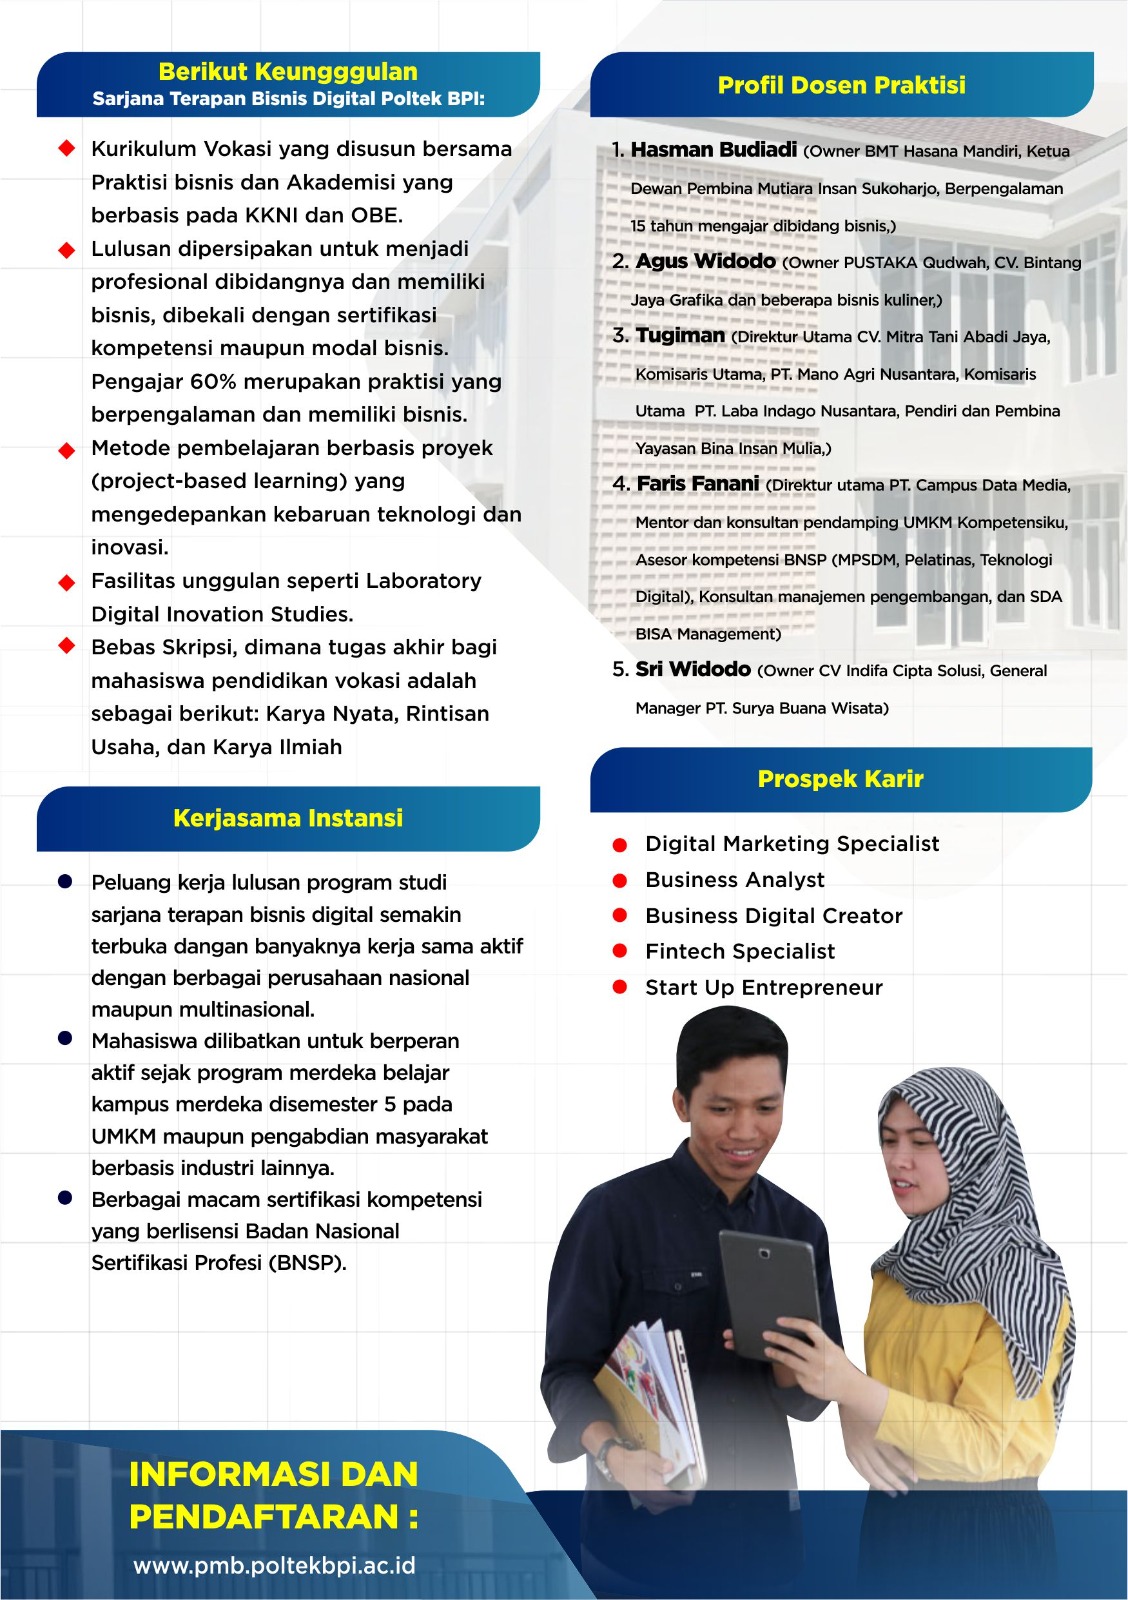 Berikut Keungggulan
Sarjana Terapan Bisnis Digital Poltek BPI:
Kurikulum Vokasi yang disusun bersama
Praktisi bisnis dan Akademisi yang
berbasis pada KKNI dan OBE.
Lulusan dipersipakan untuk menjadi
profesional dibidangnya dan memiliki
bisnis, dibekali dengan sertifikasi
kompetensi maupun modal bisnis.
Pengajar 60% merupakan praktisi yang
berpengalaman dan memiliki bisnis.
Metode pembelajaran berbasis proyek
(project-based learning) yang
mengedepankan kebaruan teknologi dan
inovasi.
Fasilitas unggulan seperti Laboratory
Digital Inovation Studies.
Bebas Skripsi, dimana tugas akhir bagi
mahasiswa pendidikan vokasi adalah
sebagai berikut: Karya Nyata, Rintisan
Usaha, dan Karya Ilmiah
Kerjasama Instansi
Peluang kerja lulusan program studi
sarjana terapan bisnis digital semakin
terbuka dangan banyaknya kerja sama aktif
dengan berbagai perusahaan nasional
maupun multinasional.
Mahasiswa dilibatkan untuk berperan
aktif sejak program merdeka belajar
kampus merdeka disemester 5 pada
UMKM maupun pengabdian masyarakat
berbasis industri lainnya.
Berbagai macam sertifikasi kompetensi
yang berlisensi Badan Nasional
Sertifikasi Profesi (BNSP).
Profil Dosen Praktisi
1. Hasman Budiadi (Owner BMT Hasana Mandiri, Ketua
Dewan Pembina Mutiara Insan Sukoharjo, Berpengalaman
15 tahun mengajar dibidang bisnis,)
2. Agus Widodo (Owner PUSTAKA Qudwah, CV. Bintang
Jaya Grafika dan beberapa bisnis kuliner,)
3. Tugiman (Direktur Utama CV. Mitra Tani Abadi Jaya,
Komisaris Utama, PT. Mano Agri Nusantara, Komisaris
Utama PT. Laba Indago Nusantara, Pendiri dan Pembina
Yayasan Bina Insan Mulia,)
4. Faris Fanani (Direktur utama PT. Campus Data Media,
Mentor dan konsultan pendamping UMKM Kompetensiku,
Asesor kompetensi BNSP (MPSDM, Pelatinas, Teknologi
Digital), Konsultan manajemen pengembangan, dan SDA
BISA Management)
5. Sri Widodo (Owner CV Indifa Cipta Solusi, General
Manager PT. Surya Buana Wisata)
Prospek Karir
Digital Marketing Specialist
Business Analyst
Business Digital Creator
Fintech Specialist
Start Up Entrepreneur
INFORMASI DAN
PENDAFTARAN :
www.pmb.poltekbpi.ac.id